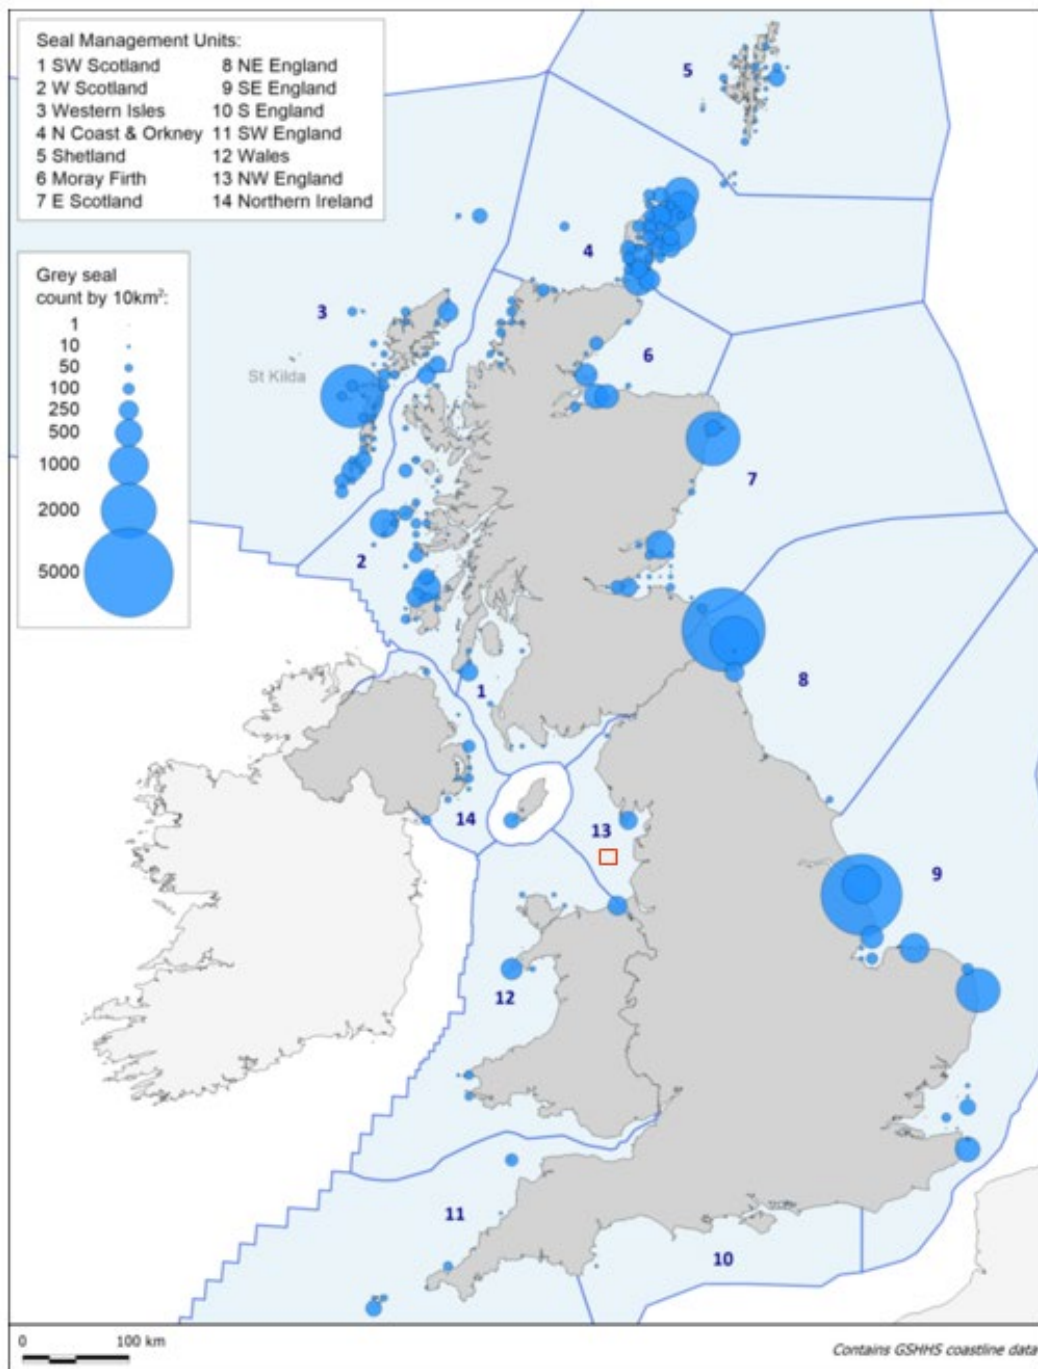 Seal Management Units:
1 SW Scotland 8 NE England
2 W Scotland 9 SE England
3 Western Isles 10 S England
4 N Coast & Orkney 11 SW England
5 Shetland 12 Wales
6 Moray Firth 13 NW England
7 E Scotland 14 Northern Ireland
5
Grey seal
count by 10km²:
1
10
50
100
250
500
1000
2000
5000
4
3
6
St Kilda
7
2
8
1
14
13
9
12
11
10
0 100 km
Contains GSHHS coastline data